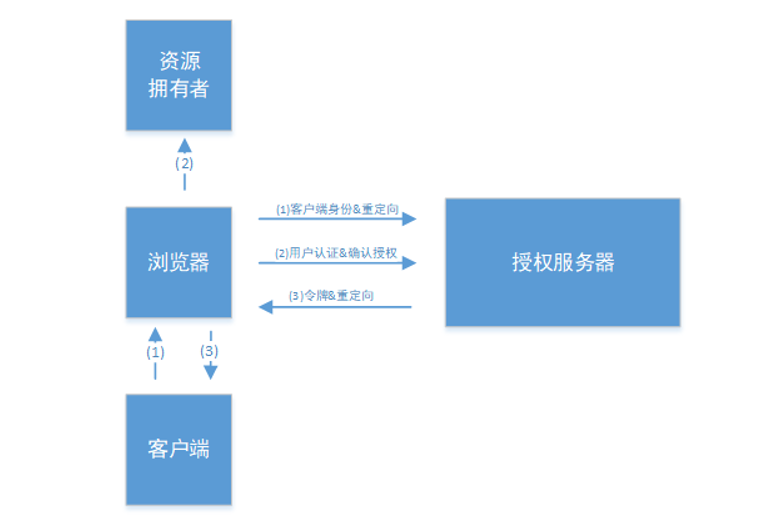 资源
拥有者
(2)
(1)客户端身份&重定向
浏览器
(2)用户认证&确认授权
授权服务器
(3)令牌&重定向
(1)
(3)
客户端